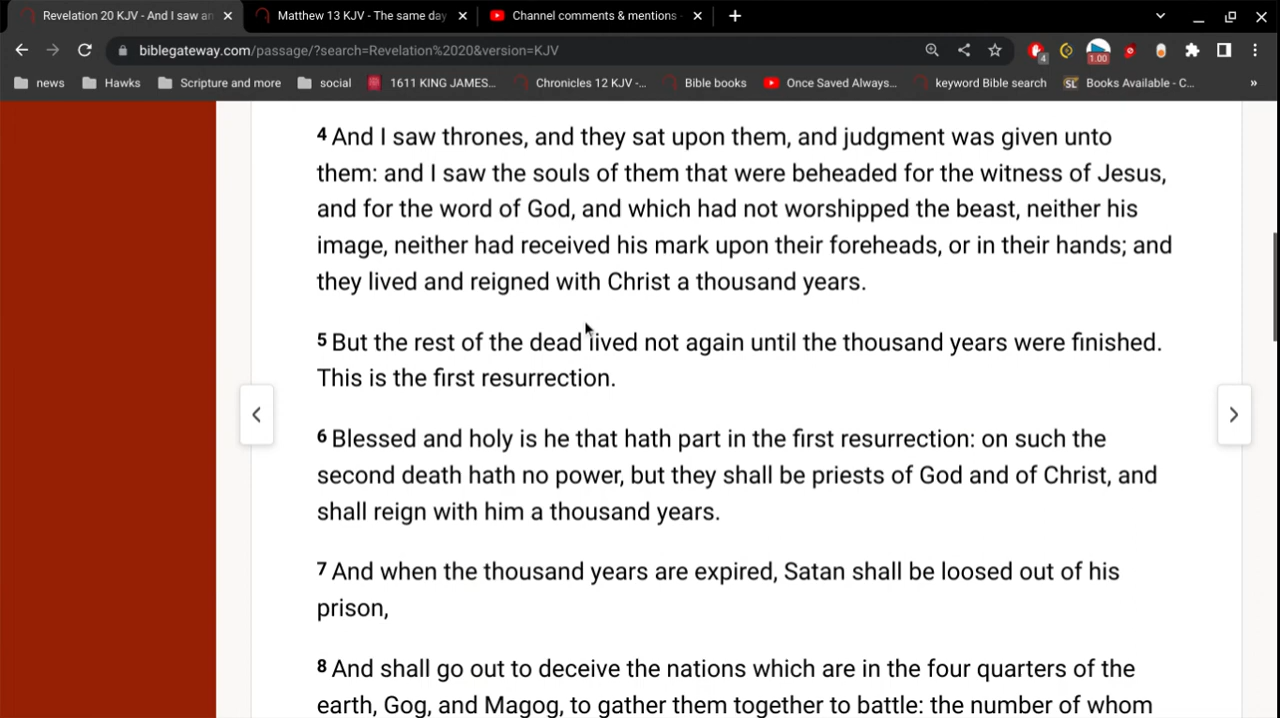 Revelation 20 KJV - And I saw an
Matthew 13 KJV - The same day
Channel comments & mentions -
biblegateway.com/passage/?search=Revelation%2020&version=KJV
4
1.00
news
Hawks
Scripture and more
social
1611 KING JAMES...
Chronicles 12 KJV -...
Bible books
Once Saved Always...
keyword Bible search
SL
Books Available - C...
4 And I saw thrones, and they sat upon them, and judgment was given unto
them: and I saw the souls of them that were beheaded for the witness of Jesus,
and for the word of God, and which had not worshipped the beast, neither his
image, neither had received his mark upon their foreheads, or in their hands; and
they lived and reigned with Christ a thousand years.
5 But the rest of the dead lived not again until the thousand years were finished.
This is the first resurrection.
6 Blessed and holy is he that hath part in the first resurrection: on such the
second death hath no power, but they shall be priests of God and of Christ, and
shall reign with him a thousand years.
7 And when the thousand years are expired, Satan shall be loosed out of his
prison,
8 And shall go out to deceive the nations which are in the four quarters of the
earth, Gog, and Magog, to gather them together to battle: the number of whom